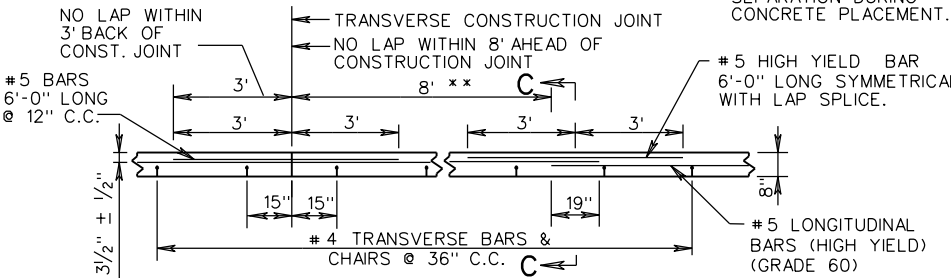 SEPARATION DURING
CONCRETE PLACEMENT.
NO LAP WITHIN
3' BACK OF
CONST. JOINT
TRANSVERSE CONSTRUCTION JOINT
NO LAP WITHIN 8' AHEAD OF
CONSTRUCTION JOINT
#5 BARS
6'-0" LONG
@ 12" C.C.
#5 HIGH YIELD BAR
6'-0" LONG SYMMETRICAL
WITH LAP SPLICE.
3'
8' **
C
3'
3'
3'
3'
3 1/2" ± 1/2"
8"
15"
15"
19"
#4 TRANSVERSE BARS &
CHAIRS @ 36" C.C.
C
#5 LONGITUDINAL
BARS (HIGH YIELD)
(GRADE 60)